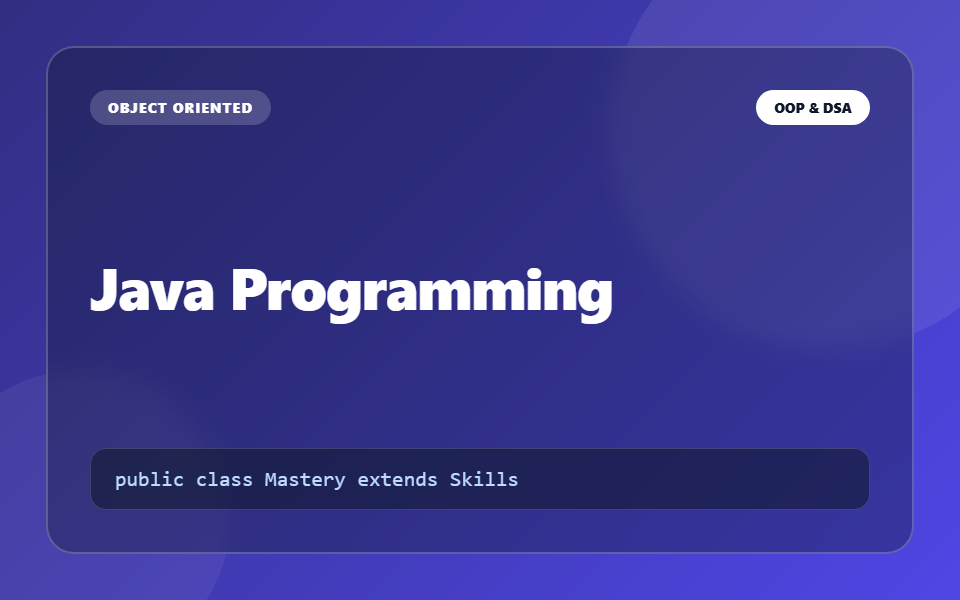 OBJECT ORIENTED
OOP & DSA
Java Programming
public class Mastery extends Skills